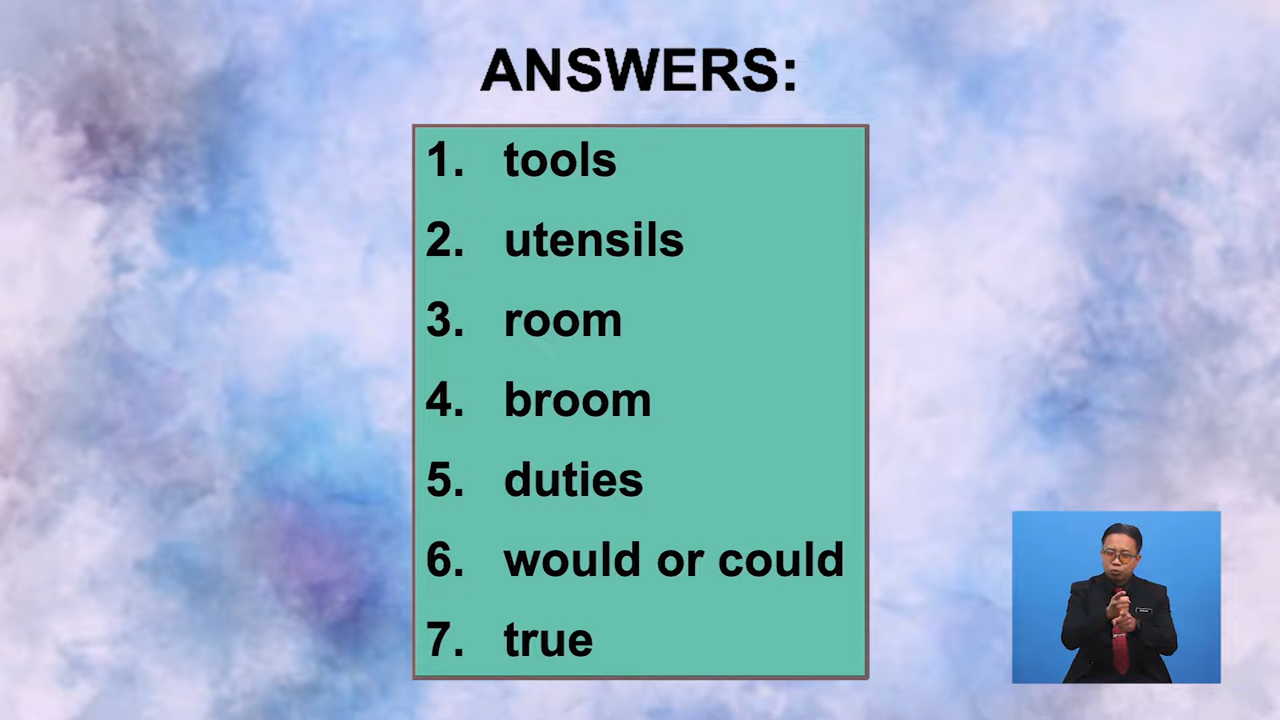 ANSWERS:
1. tools
2. utensils
3. room
4. broom
5. duties
6. would or could
7. true